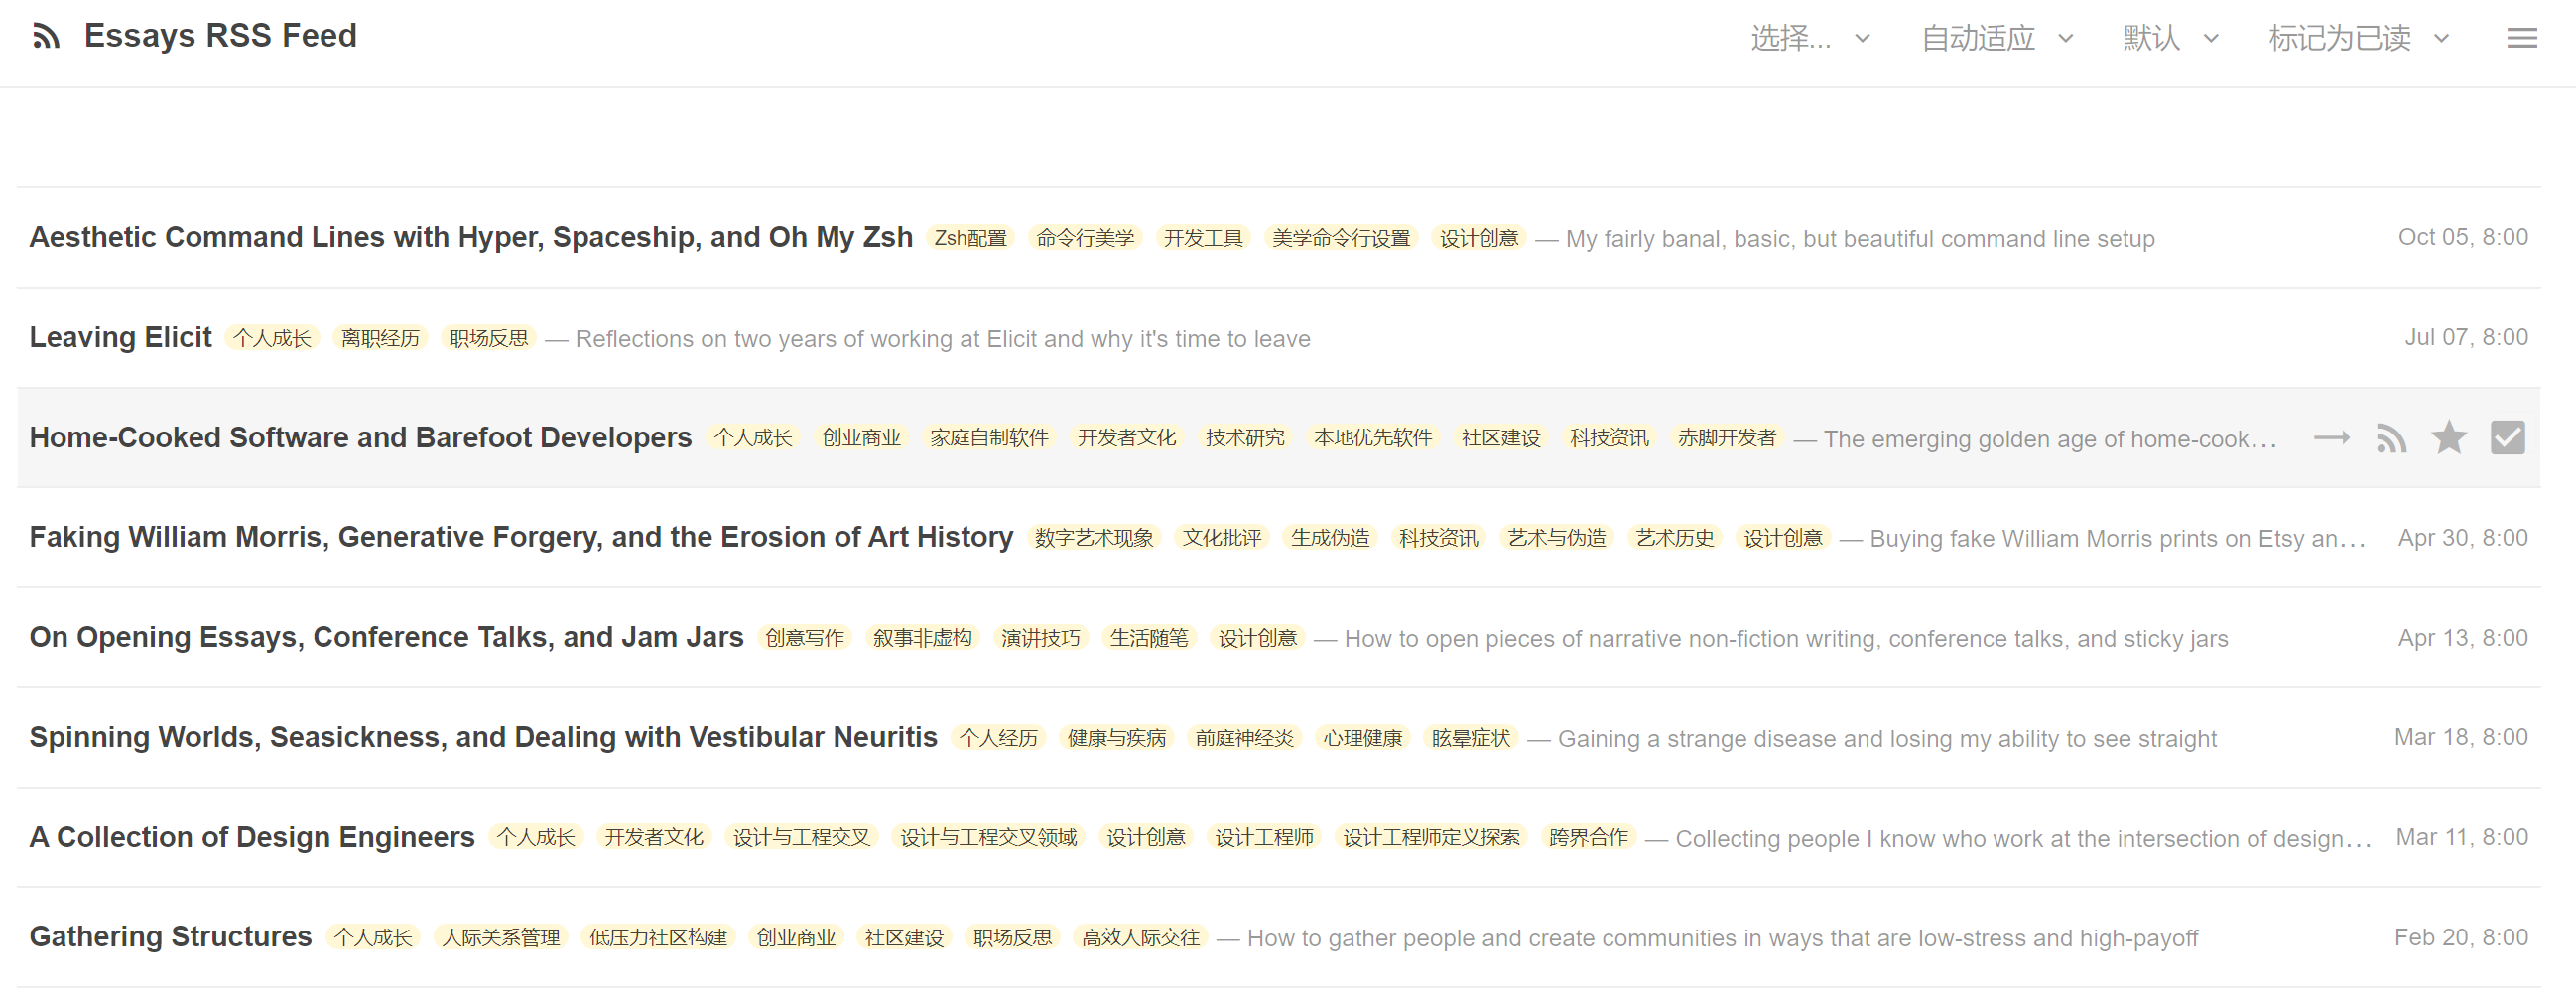 Essays RSS Feed 选择... 自动适应 默认 标记为已读
Aesthetic Command Lines with Hyper, Spaceship, and Oh My Zsh Zsh配置 命令行美学 开发工具 美学命令行设置 设计创意 — My fairly banal, basic, but beautiful command line setup Oct 05, 8:00
Leaving Elicit 个人成长 离职经历 职场反思 — Reflections on two years of working at Elicit and why it's time to leave Jul 07, 8:00
Home-Cooked Software and Barefoot Developers 个人成长 创业商业 家庭自制软件 开发者文化 技术研究 本地优先软件 社区建设 科技资讯 赤脚开发者 — The emerging golden age of home-cook...
Faking William Morris, Generative Forgery, and the Erosion of Art History 数字艺术现象 文化批评 生成伪造 科技资讯 艺术与伪造 艺术历史 设计创意 — Buying fake William Morris prints on Etsy an... Apr 30, 8:00
On Opening Essays, Conference Talks, and Jam Jars 创意写作 叙事非虚构 演讲技巧 生活随笔 设计创意 — How to open pieces of narrative non-fiction writing, conference talks, and sticky jars Apr 13, 8:00
Spinning Worlds, Seasickness, and Dealing with Vestibular Neuritis 个人经历 健康与疾病 前庭神经炎 心理健康 眩晕症状 — Gaining a strange disease and losing my ability to see straight Mar 18, 8:00
A Collection of Design Engineers 个人成长 开发者文化 设计与工程交叉 设计与工程交叉领域 设计创意 设计工程师 设计工程师定义探索 跨界合作 — Collecting people I know who work at the intersection of design... Mar 11, 8:00
Gathering Structures 个人成长 人际关系管理 低压力社区构建 创业商业 社区建设 职场反思 高效人际交往 — How to gather people and create communities in ways that are low-stress and high-payoff Feb 20, 8:00